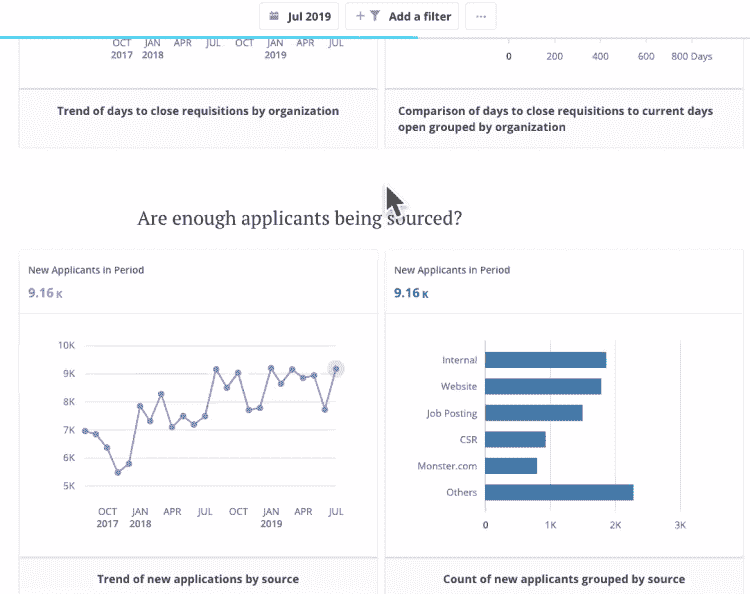 Jul 2019
+ Add a filter
...
OCT JAN APR JUL OCT JAN APR JUL
2017 2018 2019
0 200 400 600 800 Days
Trend of days to close requisitions by organization
Comparison of days to close requisitions to current days
open grouped by organization
Are enough applicants being sourced?
New Applicants in Period
9.16 K
10K
9K
8K
7K
6K
5K
OCT JAN APR JUL OCT JAN APR JUL
2017 2018 2019
Trend of new applications by source
New Applicants in Period
9.16 K
Internal
Website
Job Posting
CSR
Monster.com
Others
0 1K 2K 3K
Count of new applicants grouped by source